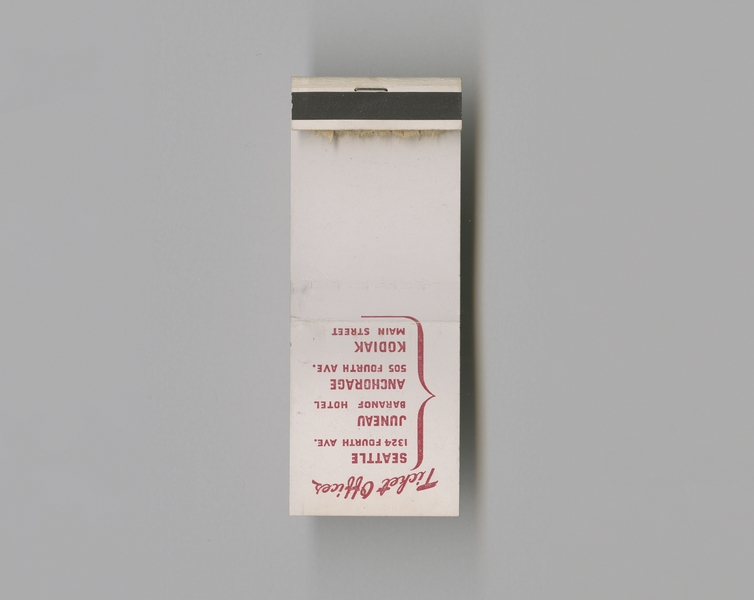 Ticket Offices
SEATTLE
1324 FOURTH AVE.
JUNEAU
BARANOF HOTEL
ANCHORAGE
505 FOURTH AVE.
KODIAK
MAIN STREET